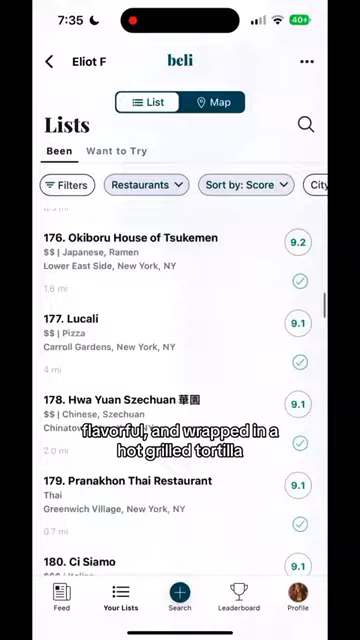 7:35
40
Eliot F
beli
List
Map
Lists
Been
Want to Try
Filters
Restaurants
Sort by: Score
City
176. Okiboru House of Tsukemen
9.2
$$ | Japanese, Ramen
Lower East Side, New York, NY
1.6 mi
177. Lucali
9.1
$$ | Pizza
Carroll Gardens, New York, NY
4 mi
178. Hwa Yuan Szechuan 華園
9.1
$$ | Chinese, Szechuan
flavorful, and wrapped in a
hot grilled tortilla
2.0 mi
179. Pranakhon Thai Restaurant
9.1
Thai
Greenwich Village, New York, NY
0.7 mi
180. Ci Siamo
9.1
Feed
Your Lists
Search
Leaderboard
Profile